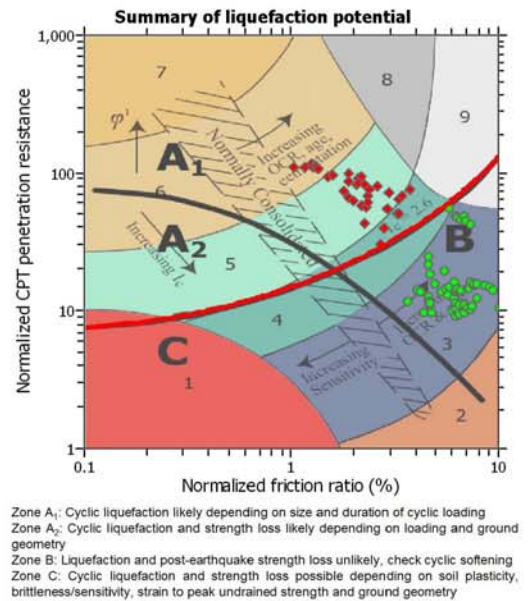 Summary of liquefaction potential
1,000
7
8
9
φ'
Increasing
OCR, age,
cementation
A1
Normally Consolidated
100
6
A2
Increasing Ic
5
Ic = 2.6
B
10
4
3
C
1
Increasing
Sensitivity
2
1
0.1
1
10
Normalized CPT penetration resistance
Normalized friction ratio (%)
Zone A1: Cyclic liquefaction likely depending on size and duration of cyclic loading
Zone A2: Cyclic liquefaction and strength loss likely depending on loading and ground
geometry
Zone B: Liquefaction and post-earthquake strength loss unlikely, check cyclic softening
Zone C: Cyclic liquefaction and strength loss possible depending on soil plasticity,
brittleness/sensitivity, strain to peak undrained strength and ground geometry